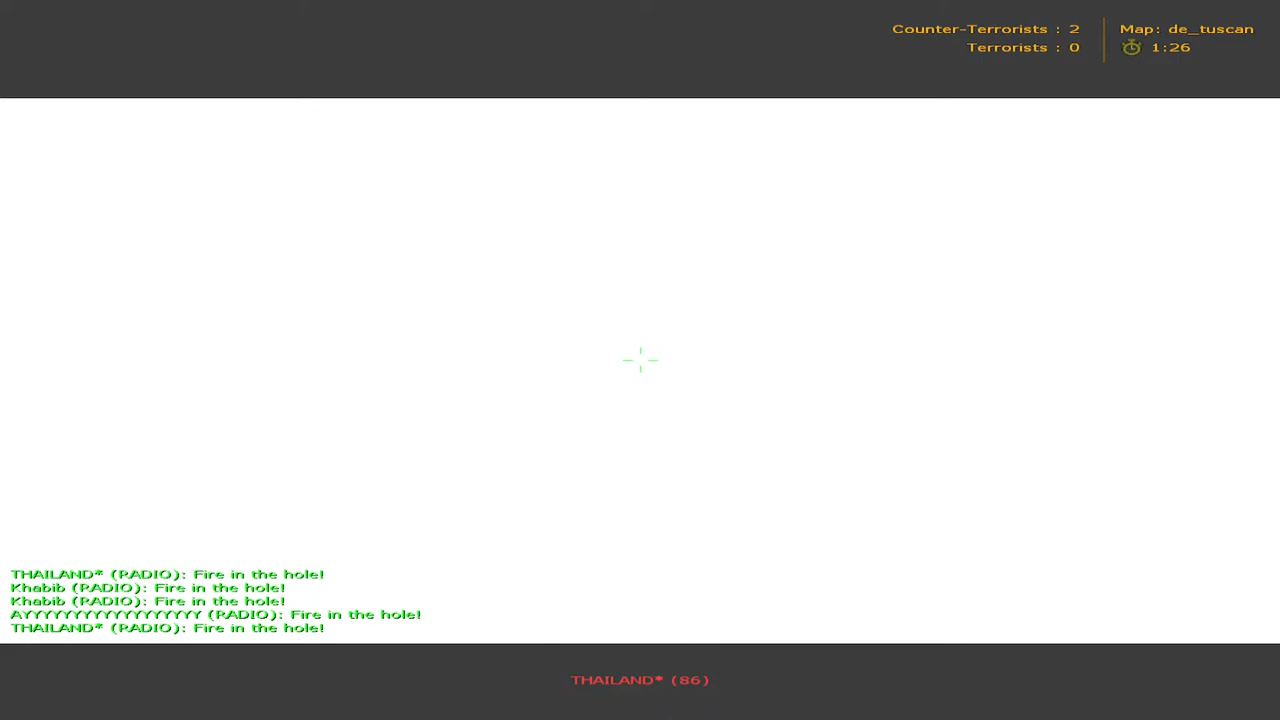 Counter-Terrorists : 2
Terrorists : 0
Map: de_tuscan
1:26
THAILAND* (RADIO): Fire in the hole!
Khabib (RADIO): Fire in the hole!
Khabib (RADIO): Fire in the hole!
AYYYYYYYYYYYYYYYYYYY (RADIO): Fire in the hole!
THAILAND* (RADIO): Fire in the hole!
THAILAND* (86)